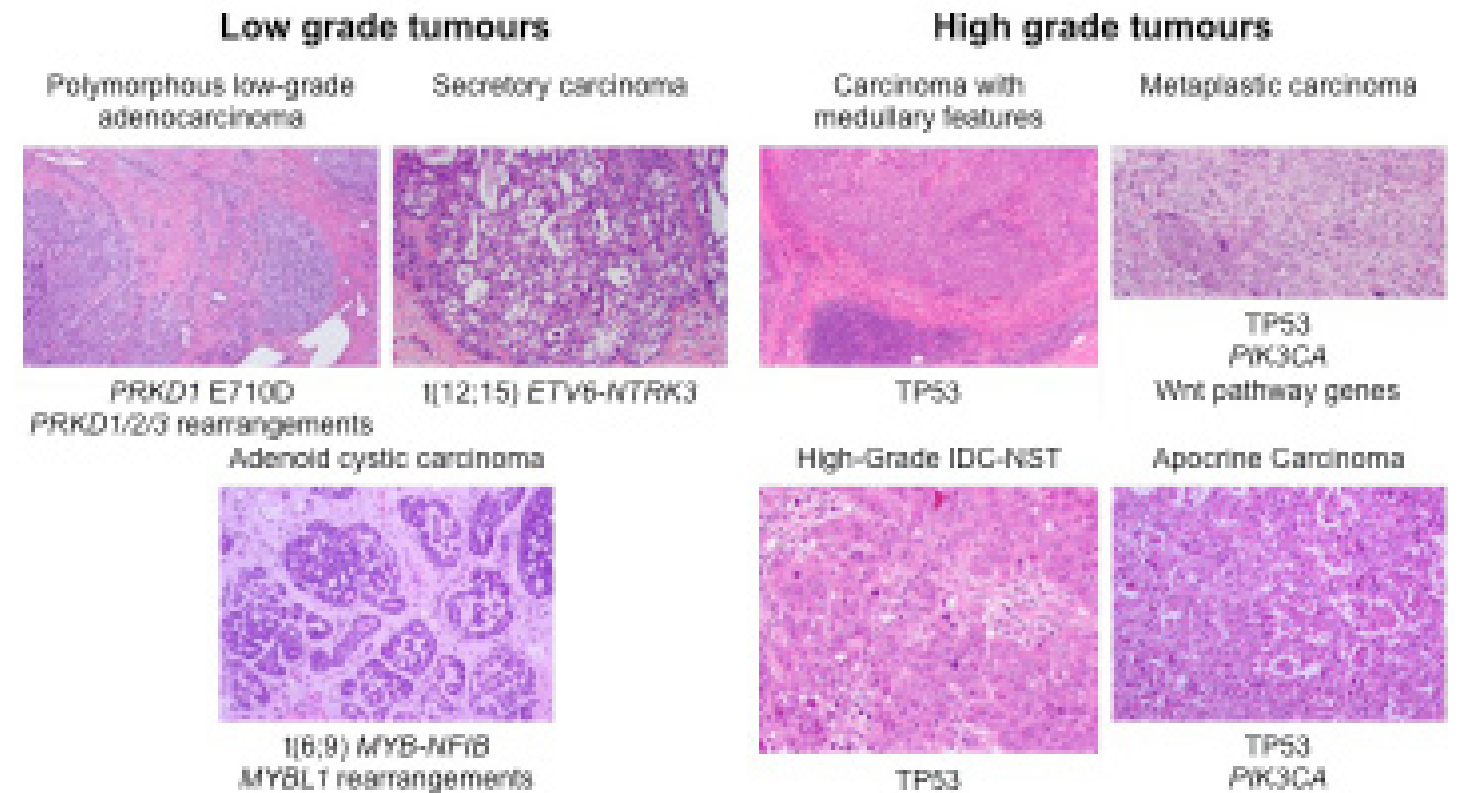 Low grade tumours
High grade tumours
Polymorphous low-grade
adenocarcinoma
Secretory carcinoma
Carcinoma with
medullary features
Metaplastic carcinoma
PRKD1 E710D
PRKD1/2/3 rearrangements
t(12;15) ETV6-NTRK3
TP53
TP53
PIK3CA
Wnt pathway genes
Adenoid cystic carcinoma
High-Grade IDC-NST
Apocrine Carcinoma
t(6;9) MYB-NFIB
MYBL1 rearrangements
TP53
TP53
PIK3CA